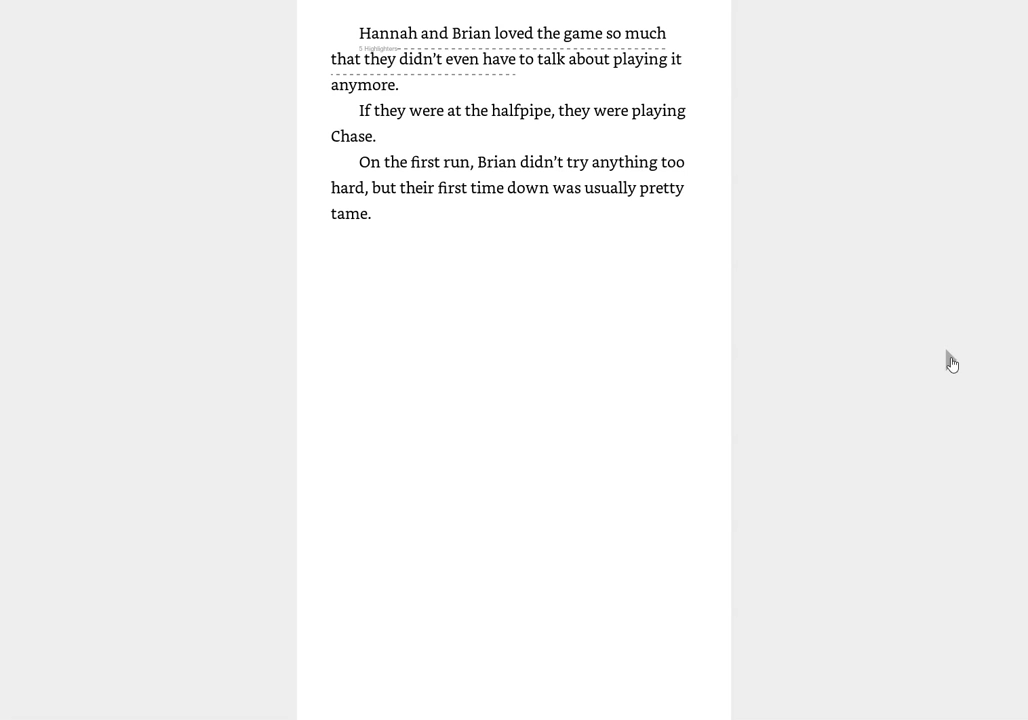 Hannah and Brian loved the game so much
5 Highlighters
that they didn’t even have to talk about playing it
anymore.
If they were at the halfpipe, they were playing
Chase.
On the first run, Brian didn’t try anything too
hard, but their first time down was usually pretty
tame.